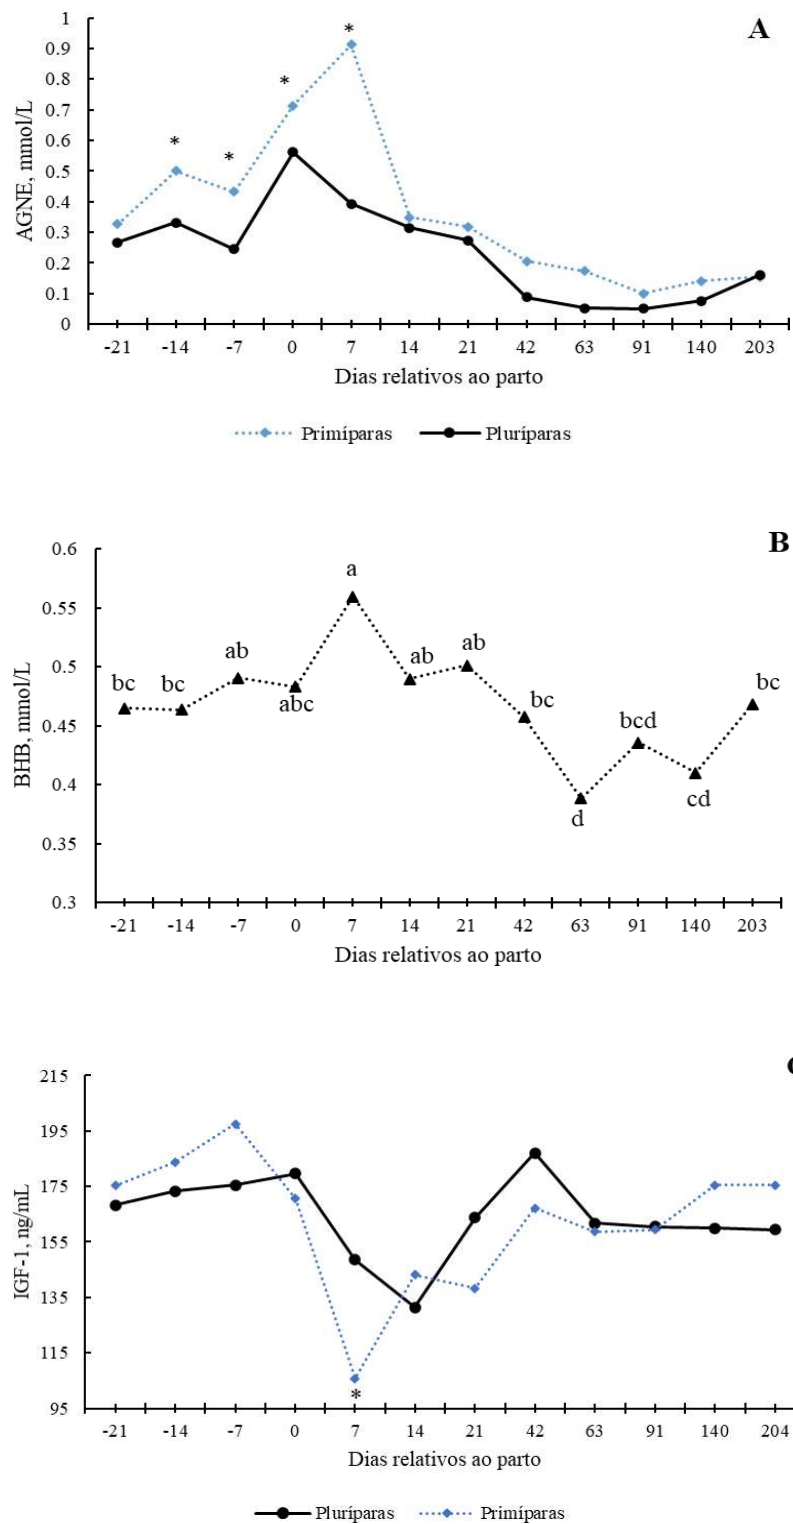 A
1
0.9
0.8
0.7
0.6
0.5
0.4
0.3
0.2
0.1
0
AGNE, mmol/L
* * * *
-21 -14 -7 0 7 14 21 42 63 91 140 203
Dias relativos ao parto
Primíparas Pluríparas
B
0.6
0.55
0.5
0.45
0.4
0.35
0.3
BHB, mmol/L
bc bc ab abc a ab ab bc d bcd cd bc
-21 -14 -7 0 7 14 21 42 63 91 140 203
Dias relativos ao parto
215
195
175
155
135
115
95
IGF-1, ng/mL
*
-21 -14 -7 0 7 14 21 42 63 91 140 204
Dias relativos ao parto
Pluríparas Primíparas